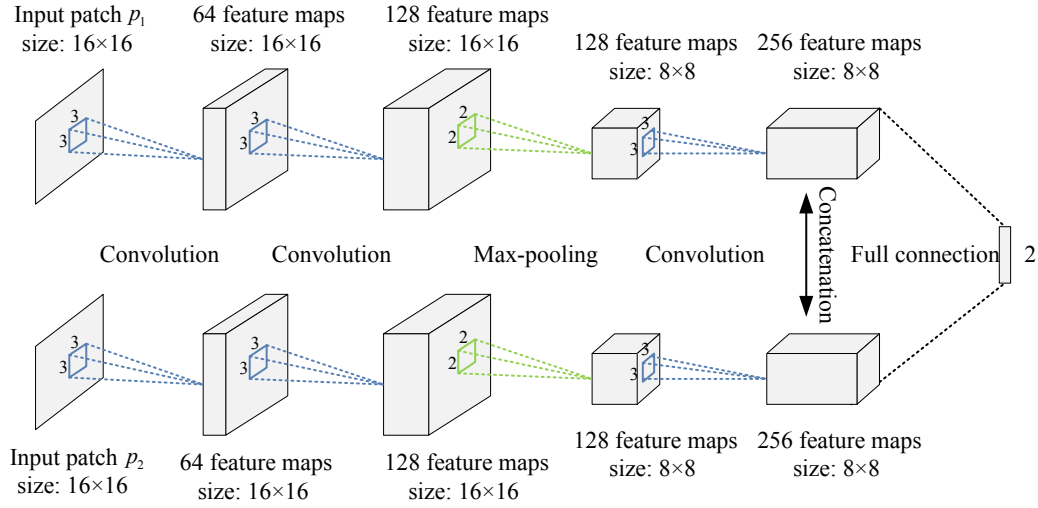 Input patch p₁
size: 16×16
64 feature maps
size: 16×16
128 feature maps
size: 16×16
128 feature maps
size: 8×8
256 feature maps
size: 8×8
3
3
3
3
2
2
3
3
Convolution
Convolution
Max-pooling
Convolution
Concatenation
Full connection
2
3
3
3
3
2
2
3
3
Input patch p₂
size: 16×16
64 feature maps
size: 16×16
128 feature maps
size: 16×16
128 feature maps
size: 8×8
256 feature maps
size: 8×8